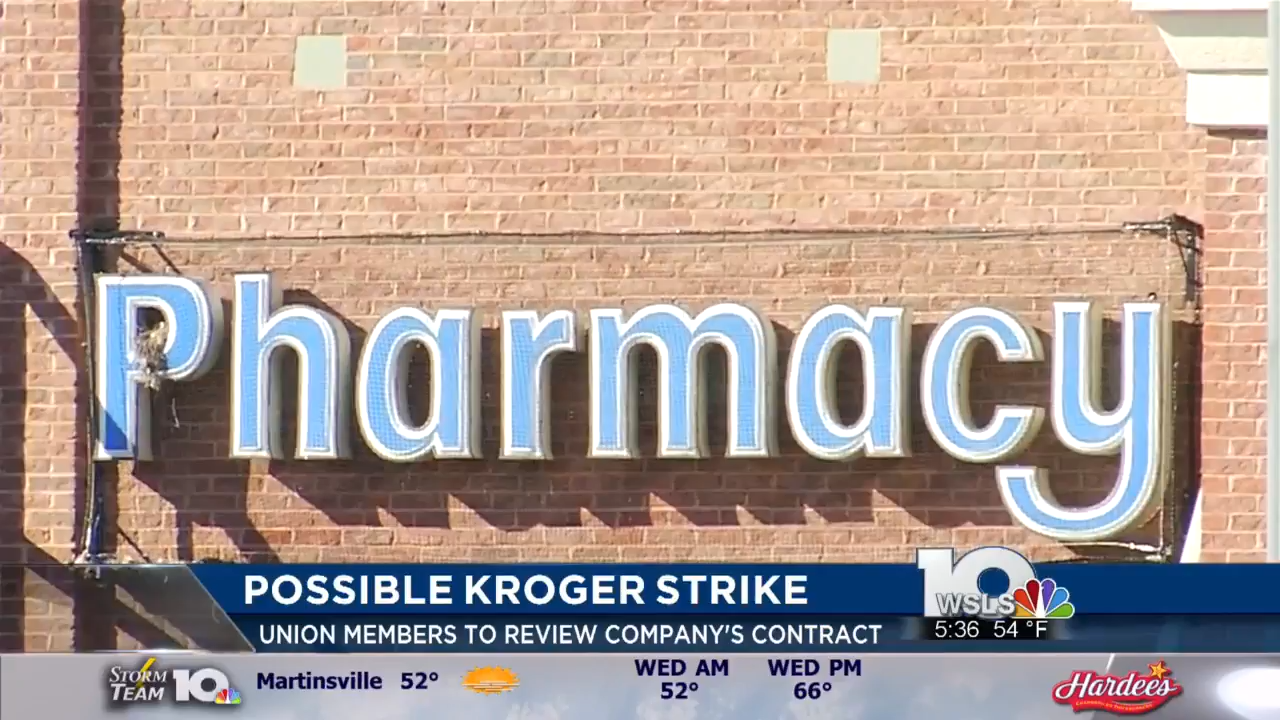 Pharmacy
POSSIBLE KROGER STRIKE
UNION MEMBERS TO REVIEW COMPANY'S CONTRACT
10
WSLS
5:36 54 °F
STORM TEAM 10
Martinsville 52°
WED AM 52°
WED PM 66°
Hardee's